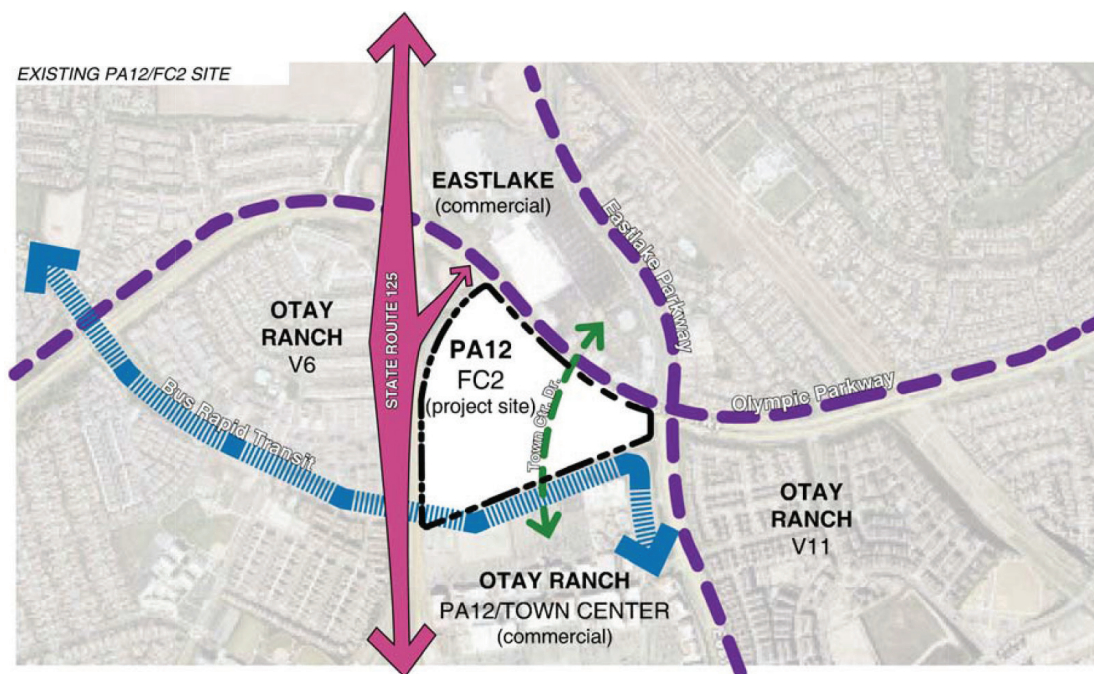 EXISTING PA12/FC2 SITE
EASTLAKE
(commercial)
Eastlake Parkway
STATE ROUTE 125
OTAY
RANCH
V6
PA12
FC2
(project site)
Town Ctr. Dr.
Olympic Parkway
Bus Rapid Transit
OTAY
RANCH
V11
OTAY RANCH
PA12/TOWN CENTER
(commercial)